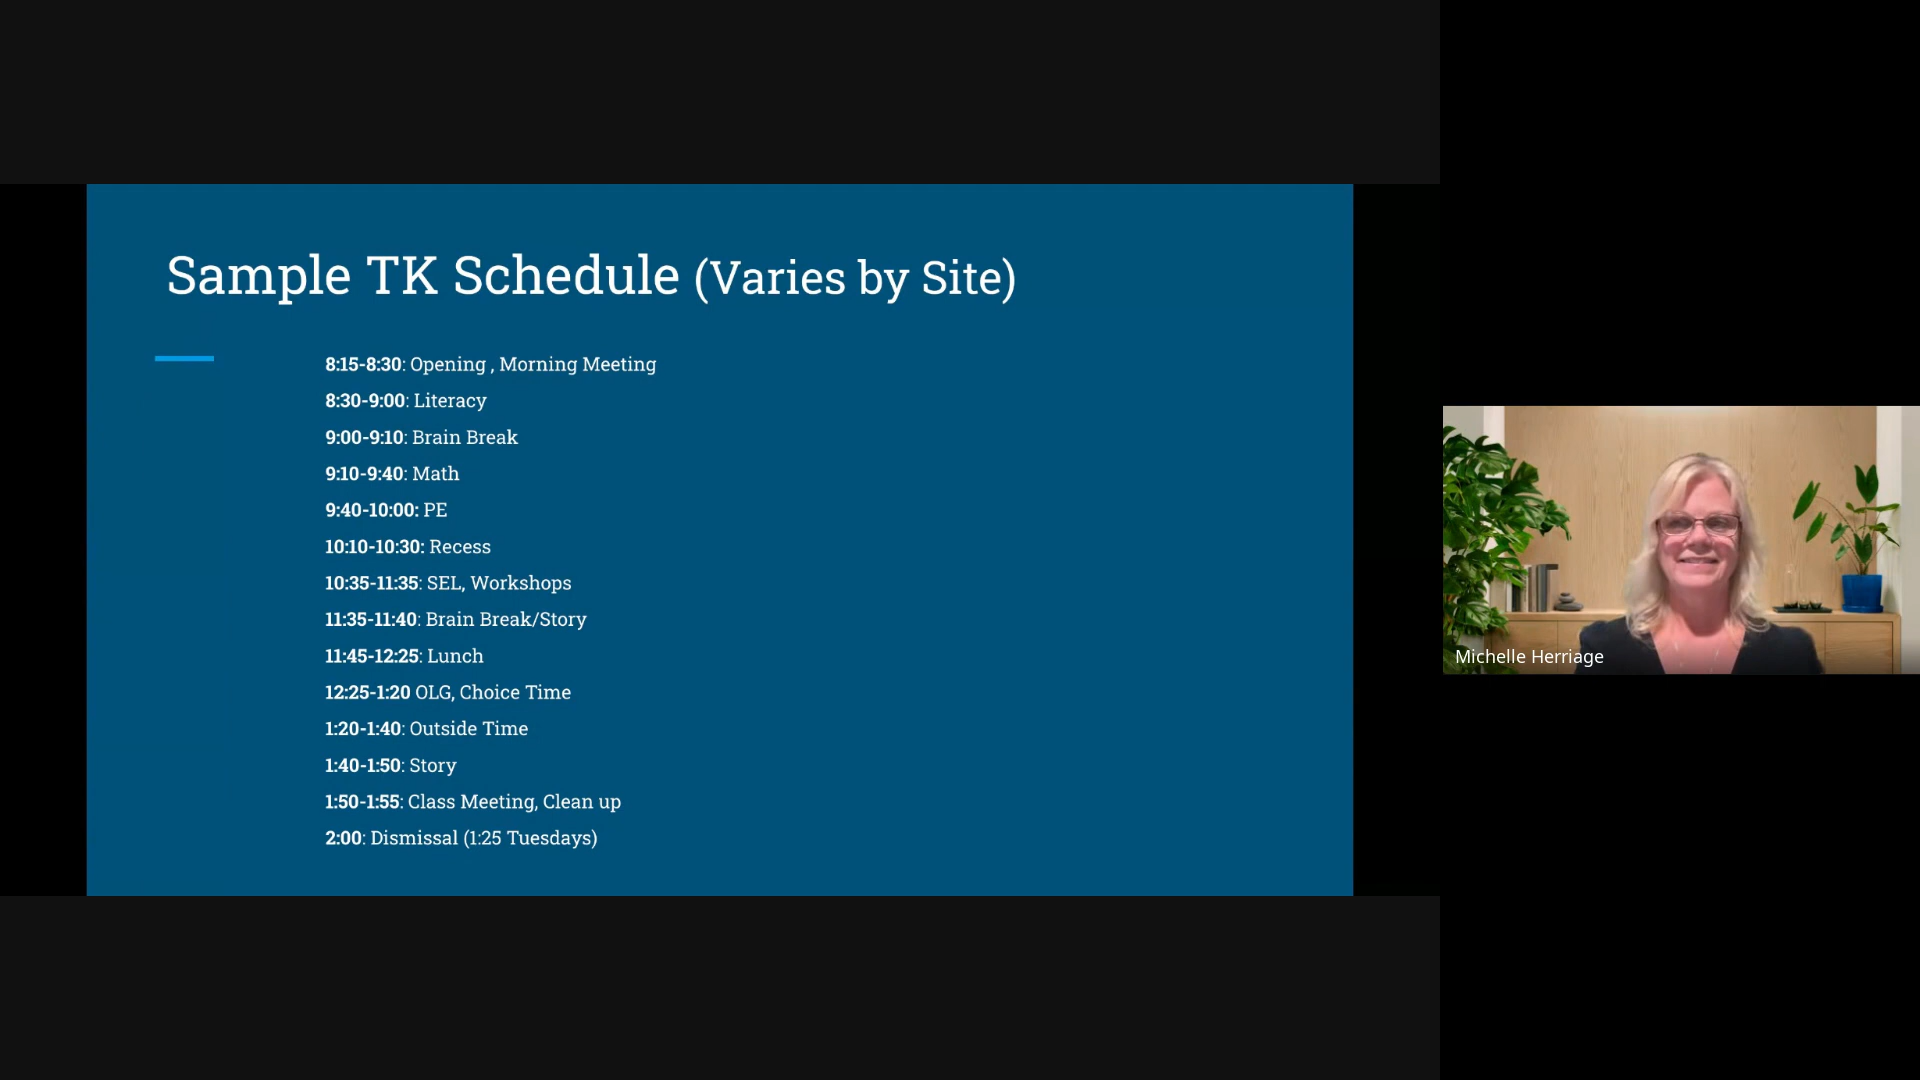 Sample TK Schedule (Varies by Site)
8:15-8:30: Opening , Morning Meeting
8:30-9:00: Literacy
9:00-9:10: Brain Break
9:10-9:40: Math
9:40-10:00: PE
10:10-10:30: Recess
10:35-11:35: SEL, Workshops
11:35-11:40: Brain Break/Story
11:45-12:25: Lunch
12:25-1:20 OLG, Choice Time
1:20-1:40: Outside Time
1:40-1:50: Story
1:50-1:55: Class Meeting, Clean up
2:00: Dismissal (1:25 Tuesdays)
Michelle Herriage